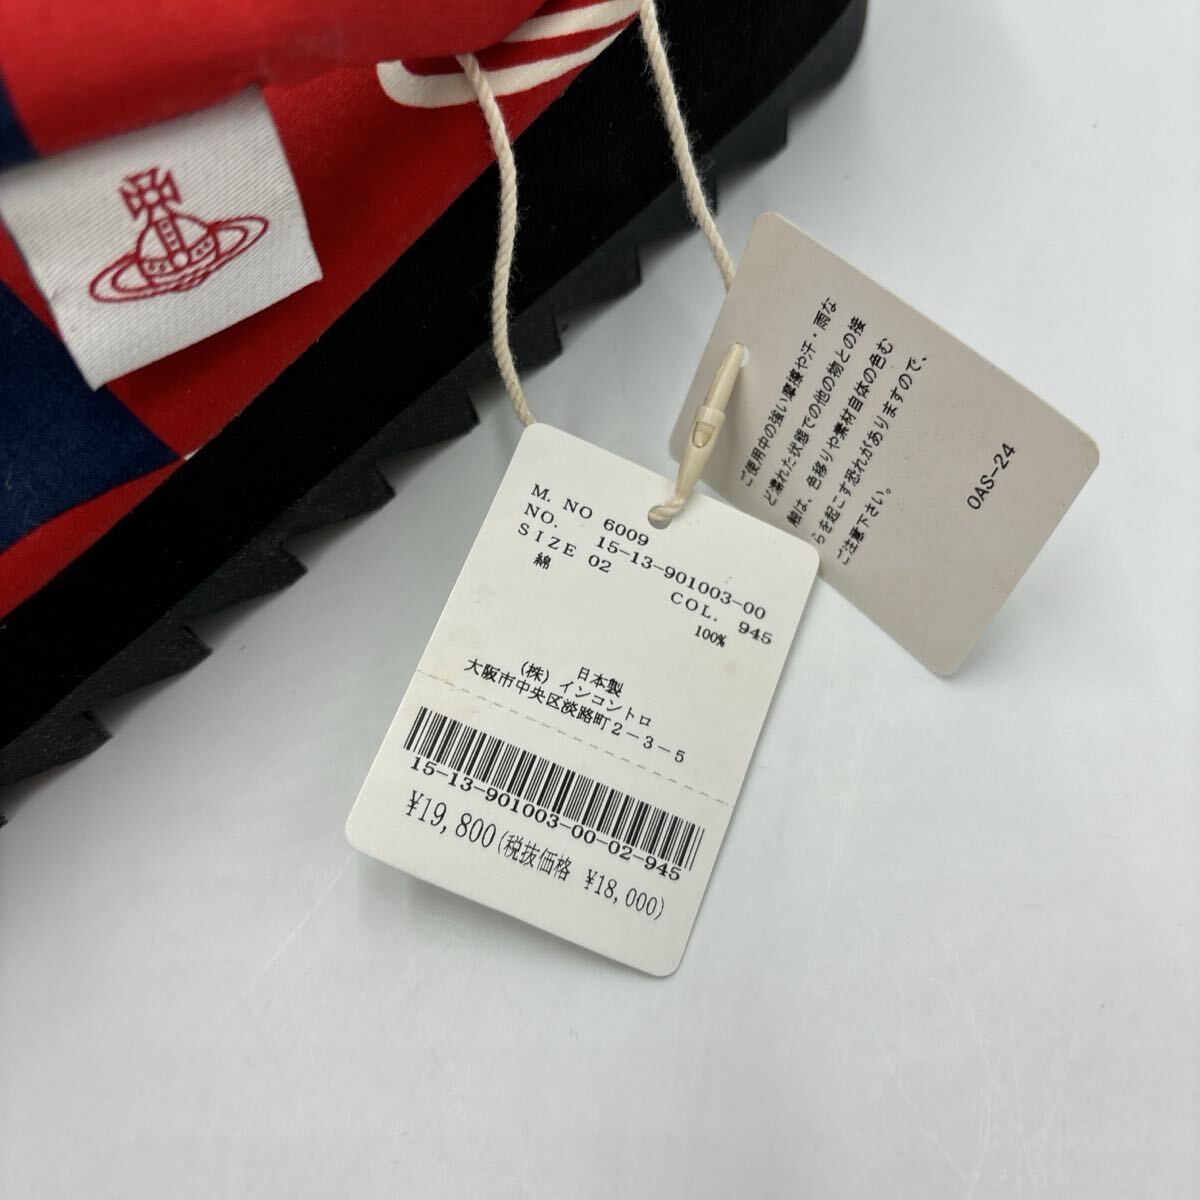 M. NO 6009
NO. 15-13-901003-00
SIZE 02 COL. 945
綿 100%
日本製
(株) インコントロ
大阪市中央区淡路町2-3-5
15-13-901003-00-02-945
¥19,800(税抜価格 ¥18,000)
ご使用中の強い摩擦や汗・雨な
ど濡れた状態での他の物との接
触は、色移りや素材自体の色む
らを起こす恐れがありますので、
ご注意下さい。
OAS-24